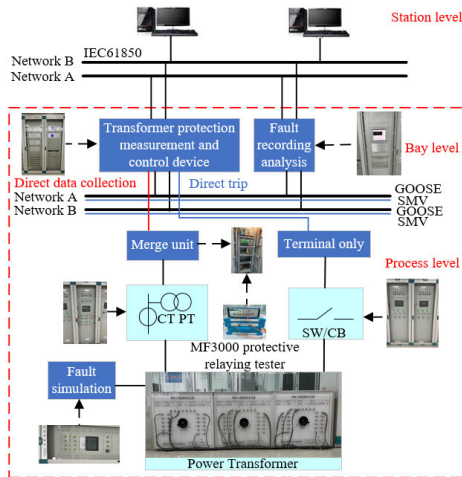 Station level
IEC61850
Network B
Network A
Transformer protection
measurement and
control device
Fault
recording
analysis
Bay level
Direct data collection
Direct trip
Network A
GOOSE
SMV
Network B
GOOSE
SMV
Merge unit
Terminal only
Process level
CT PT
SW/CB
MF3000 protective
relaying tester
Fault
simulation
Power Transformer